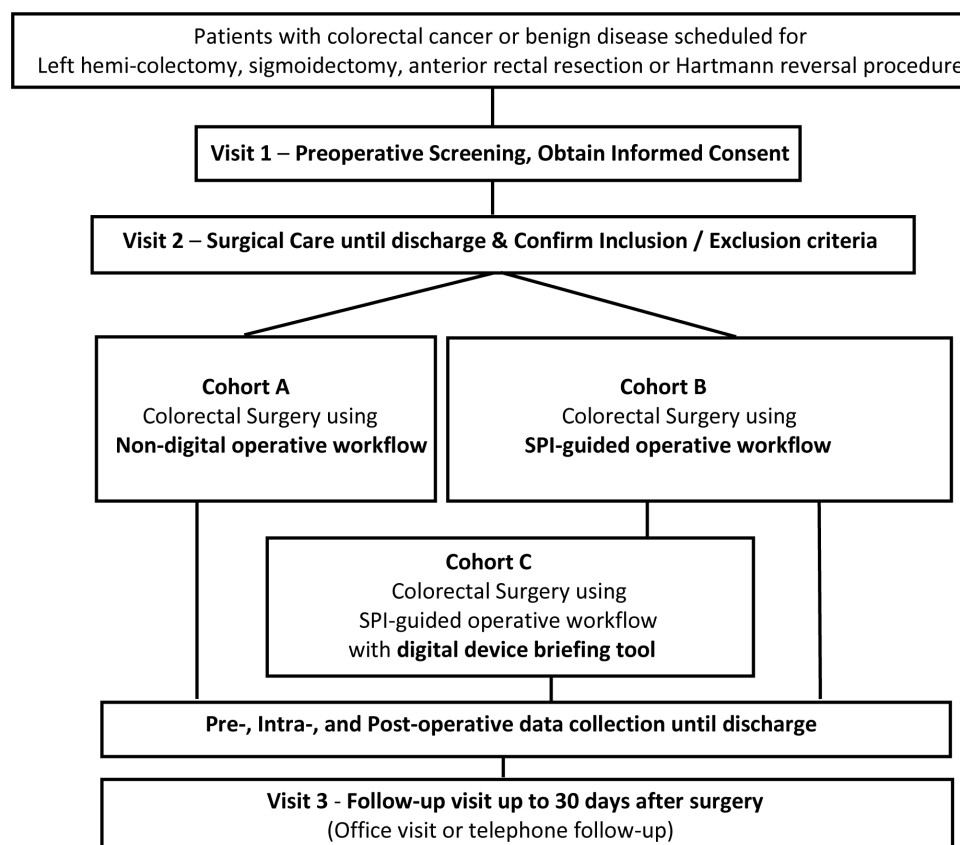 Patients with colorectal cancer or benign disease scheduled for
Left hemi-colectomy, sigmoidectomy, anterior rectal resection or Hartmann reversal procedure
Visit 1 – Preoperative Screening, Obtain Informed Consent
Visit 2 – Surgical Care until discharge & Confirm Inclusion / Exclusion criteria
Cohort A
Colorectal Surgery using
Non-digital operative workflow
Cohort B
Colorectal Surgery using
SPI-guided operative workflow
Cohort C
Colorectal Surgery using
SPI-guided operative workflow
with digital device briefing tool
Pre-, Intra-, and Post-operative data collection until discharge
Visit 3 - Follow-up visit up to 30 days after surgery
(Office visit or telephone follow-up)